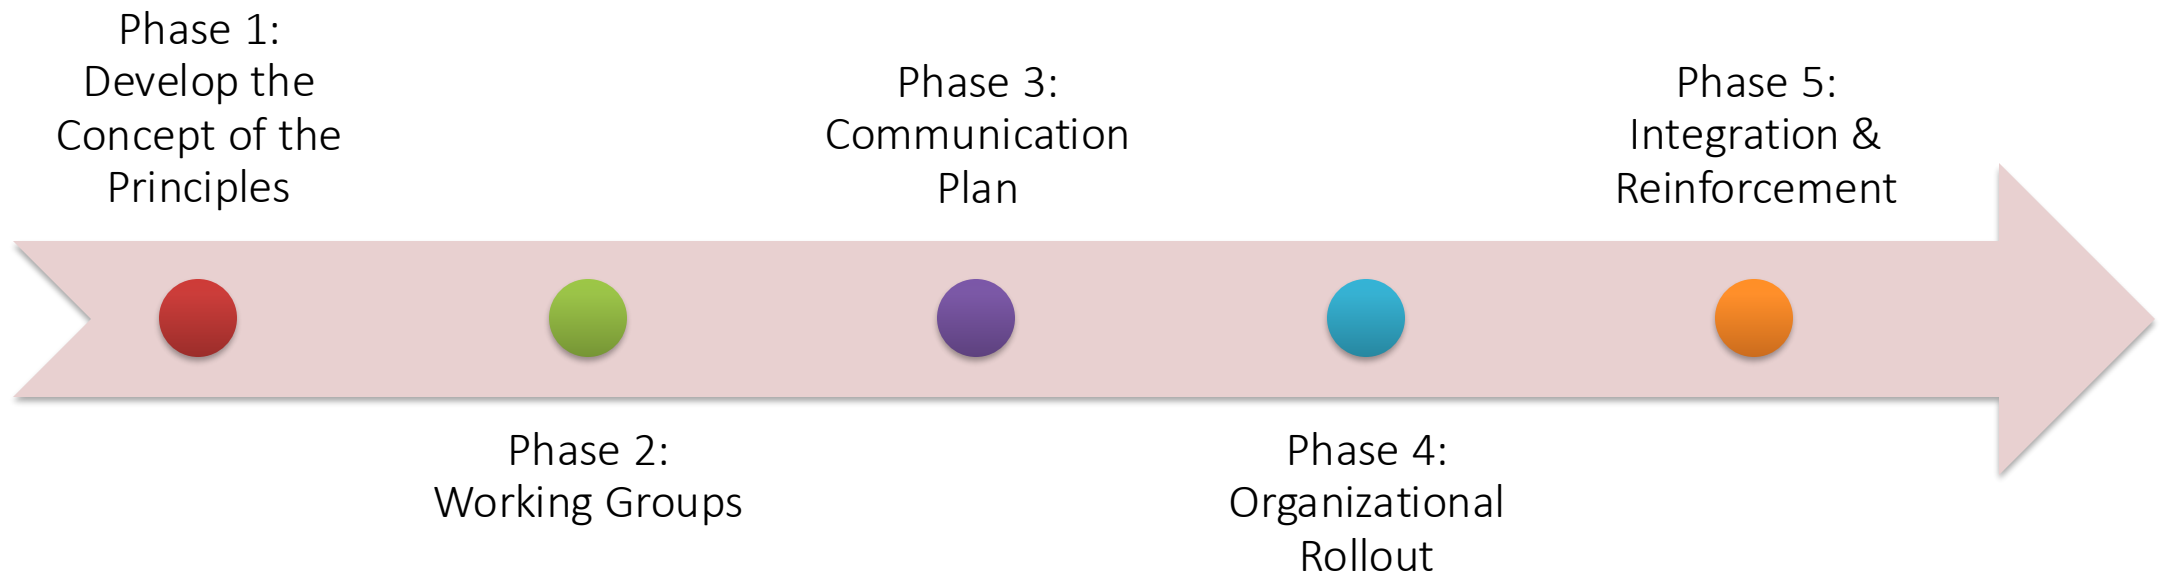 Phase 1:
Develop the
Concept of the
Principles
Phase 2:
Working Groups
Phase 3:
Communication
Plan
Phase 4:
Organizational
Rollout
Phase 5:
Integration &
Reinforcement